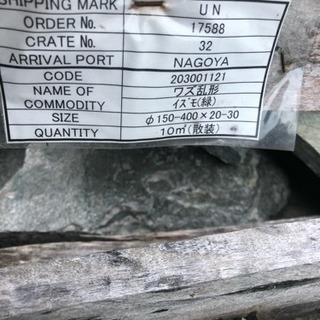 SHIPPING MARK U N
ORDER No. 17588
CRATE No. 32
ARRIVAL PORT NAGOYA
CODE 203001121
NAME OF COMMODITY ワズ乱形 ｲｽﾞﾓ(緑)
SIZE φ150-400×20-30
QUANTITY 10㎡(散装)